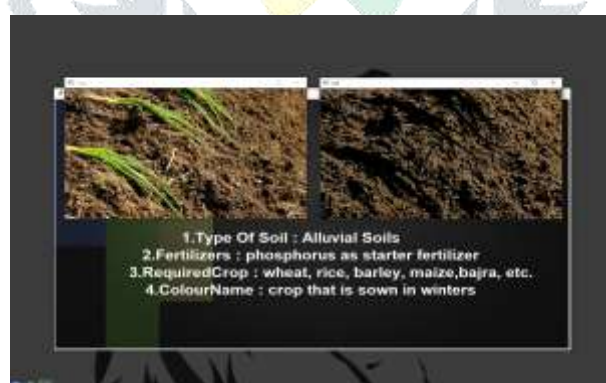 1.Type Of Soil : Alluvial Soils
2.Fertilizers : phosphorus as starter fertilizer
3.RequiredCrop : wheat, rice, barley, maize,bajra, etc.
4.ColourName : crop that is sown in winters